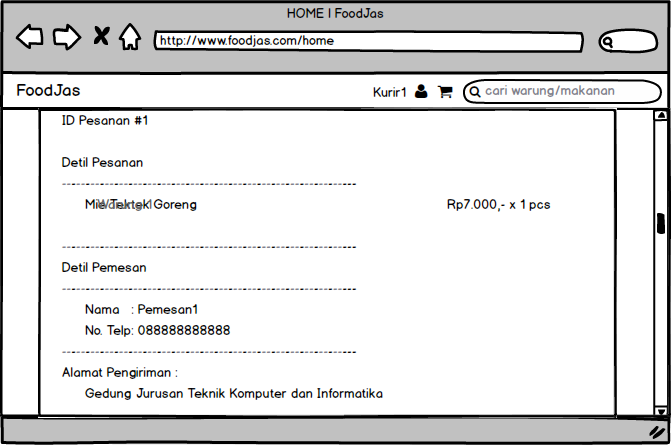 HOME | FoodJas
http://www.foodjas.com/home
FoodJas
Kurir1
cari warung/makanan
ID Pesanan #1
Detil Pesanan
Mie Tektek Goreng
Warung 1
Rp7.000,- x 1 pcs
Detil Pemesan
Nama : Pemesan1
No. Telp: 088888888888
Alamat Pengiriman :
Gedung Jurusan Teknik Komputer dan Informatika